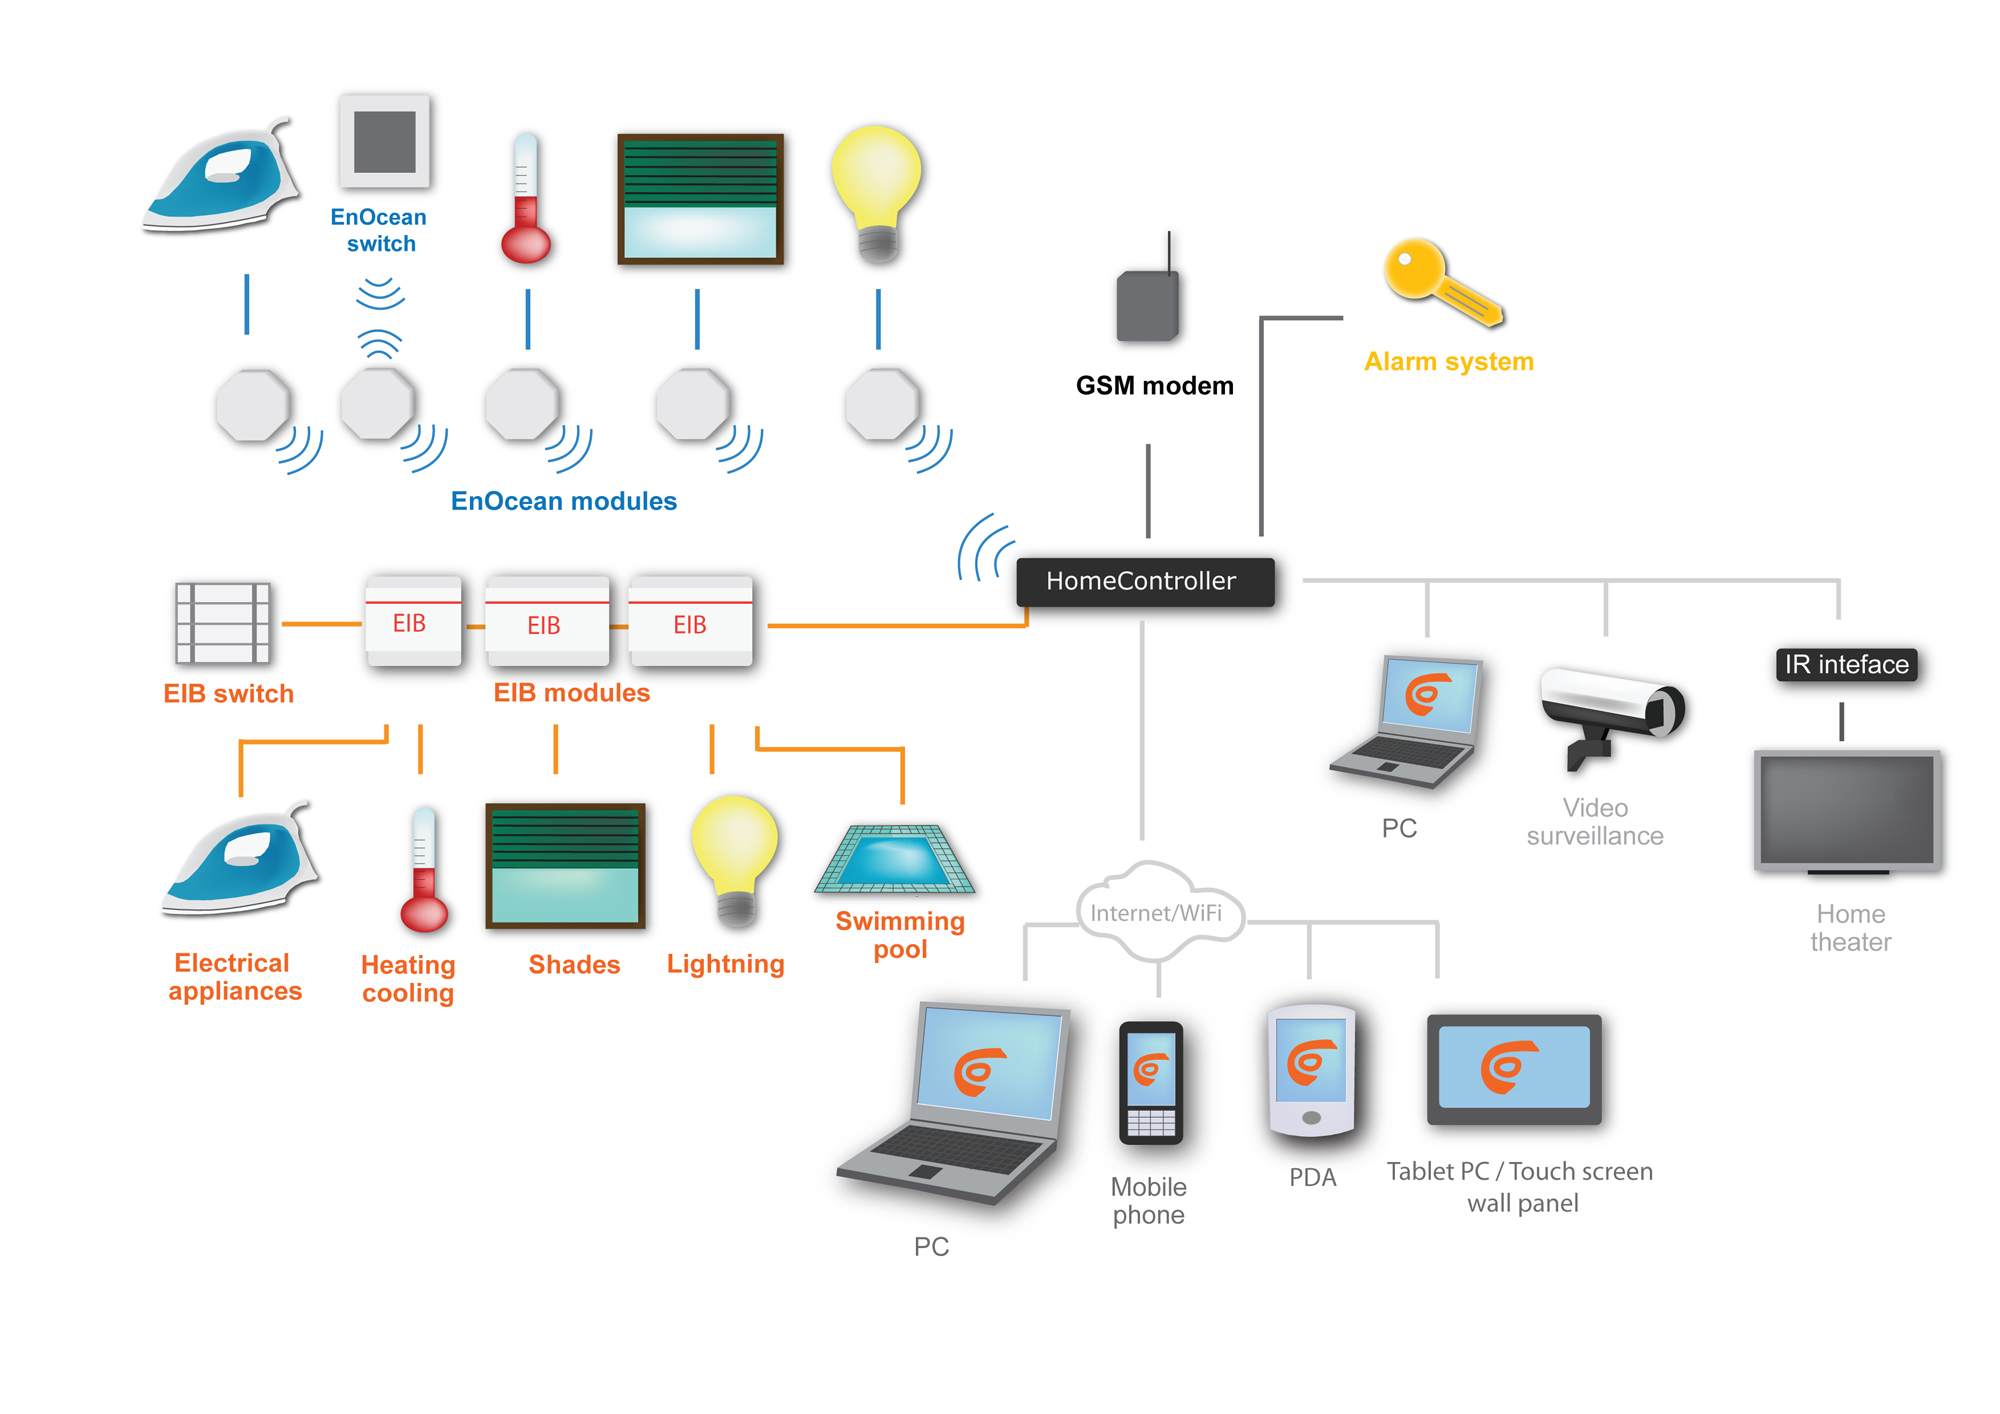 EnOcean
switch
GSM modem
Alarm system
EnOcean modules
HomeController
EIB
EIB
EIB
EIB switch
EIB modules
IR inteface
PC
Video
surveillance
Home
theater
Internet/WiFi
Electrical
appliances
Heating
cooling
Shades
Lightning
Swimming
pool
PC
Mobile
phone
PDA
Tablet PC / Touch screen
wall panel